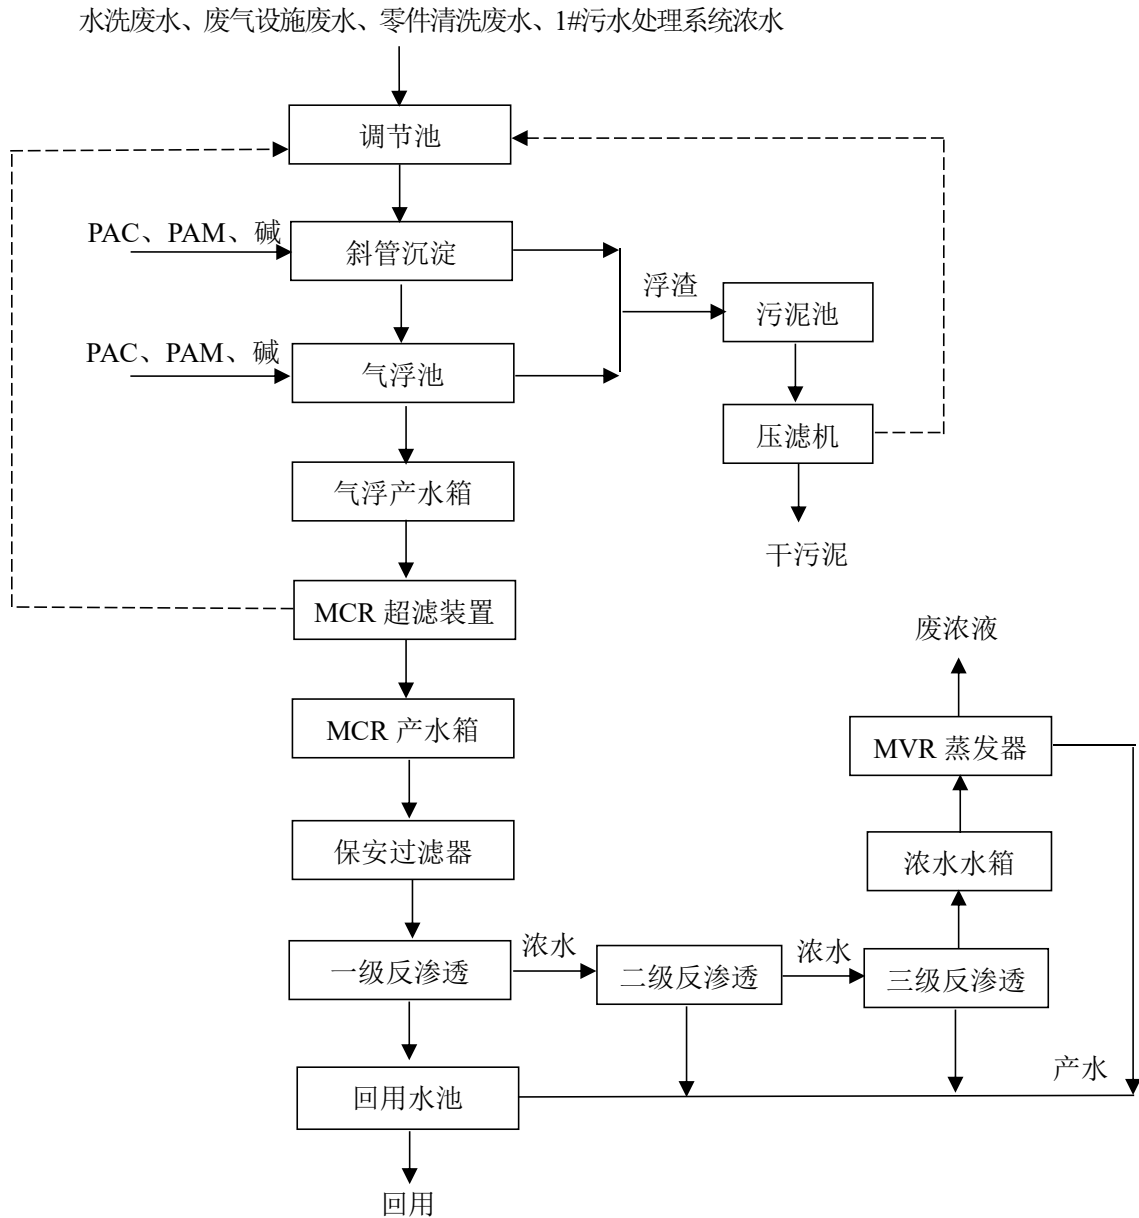 水洗废水、废气设施废水、零件清洗废水、1#污水处理系统浓水
调节池
PAC、PAM、碱
斜管沉淀
浮渣
污泥池
PAC、PAM、碱
气浮池
压滤机
气浮产水箱
干污泥
MCR 超滤装置
废浓液
MCR 产水箱
MVR 蒸发器
保安过滤器
浓水水箱
浓水
浓水
一级反渗透
二级反渗透
三级反渗透
产水
回用水池
回用